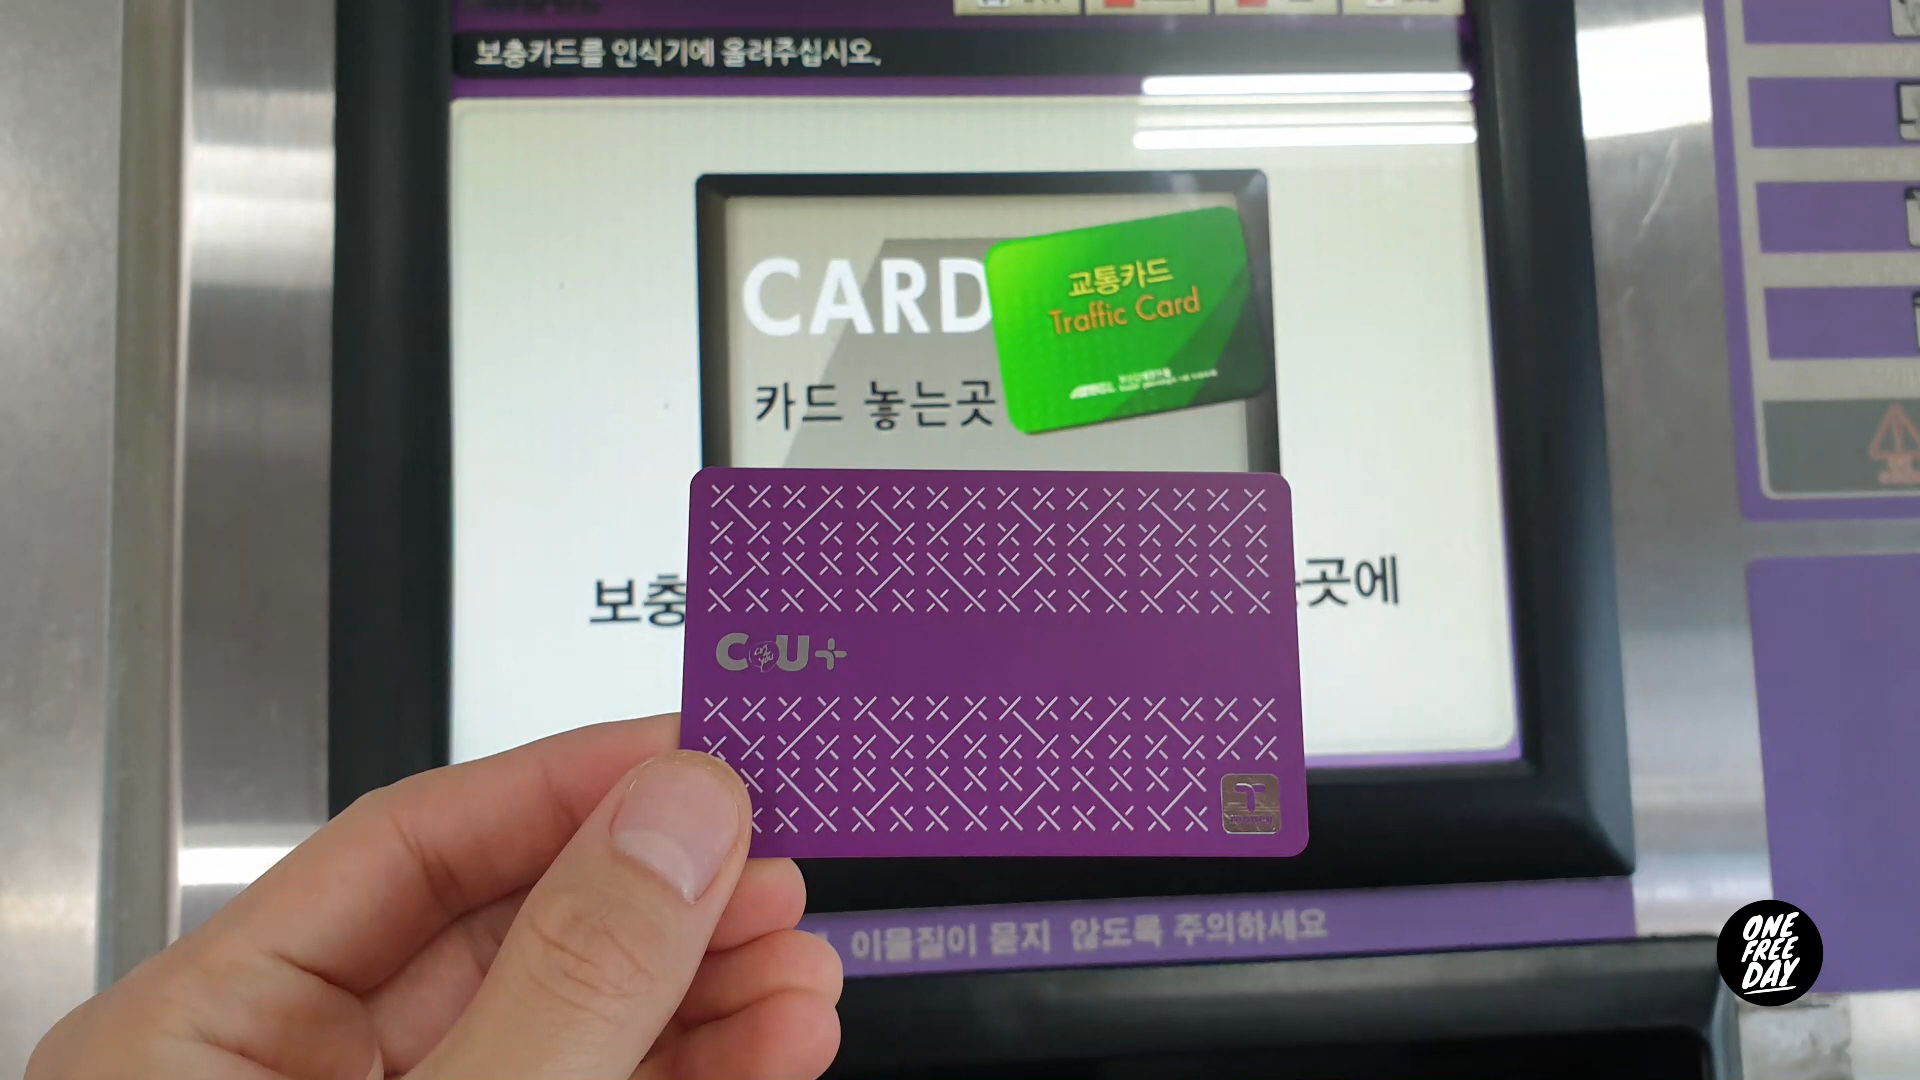 보충카드를 인식기에 올려주십시오.
CARD
카드 놓는곳
교통카드
Traffic Card
보충
곳에
CU+
T
money
이물질이 묻지 않도록 주의하세요
ONE
FREE
DAY